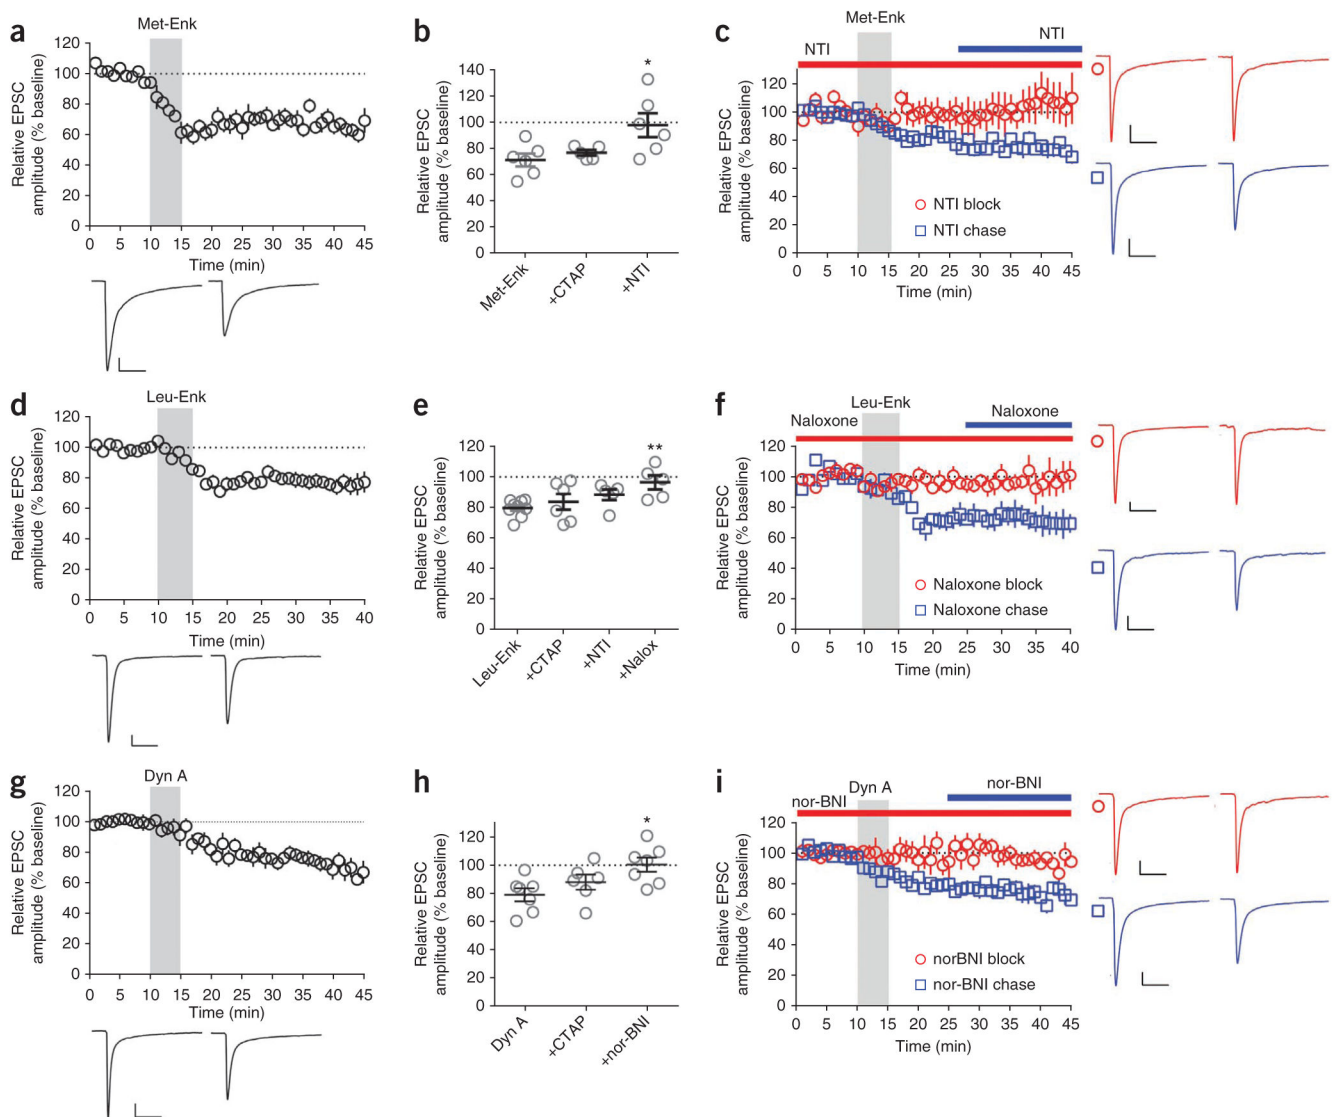 a
Met-Enk
120
100
80
60
40
20
0
Relative EPSC
amplitude (% baseline)
0 5 10 15 20 25 30 35 40 45
Time (min)
b
140
120
100
80
60
40
20
0
Relative EPSC
amplitude (% baseline)
*
Met-Enk
+CTAP
+NTI
c
Met-Enk
NTI
NTI
120
100
80
60
40
20
0
Relative EPSC
amplitude (% baseline)
NTI block
NTI chase
0 5 10 15 20 25 30 35 40 45
Time (min)
d
Leu-Enk
120
100
80
60
40
20
0
Relative EPSC
amplitude (% baseline)
0 5 10 15 20 25 30 35 40
Time (min)
e
120
100
80
60
40
20
0
Relative EPSC
amplitude (% baseline)
**
Leu-Enk
+CTAP
+NTI
+Nalox
f
Leu-Enk
Naloxone
Naloxone
120
100
80
60
40
20
0
Relative EPSC
amplitude (% baseline)
Naloxone block
Naloxone chase
0 5 10 15 20 25 30 35 40
Time (min)
g
Dyn A
120
100
80
60
40
20
0
Relative EPSC
amplitude (% baseline)
0 5 10 15 20 25 30 35 40 45
Time (min)
h
120
100
80
60
40
20
0
Relative EPSC
amplitude (% baseline)
*
Dyn A
+CTAP
+nor-BNI
i
Dyn A
nor-BNI
nor-BNI
120
100
80
60
40
20
0
Relative EPSC
amplitude (% baseline)
norBNI block
nor-BNI chase
0 5 10 15 20 25 30 35 40 45
Time (min)